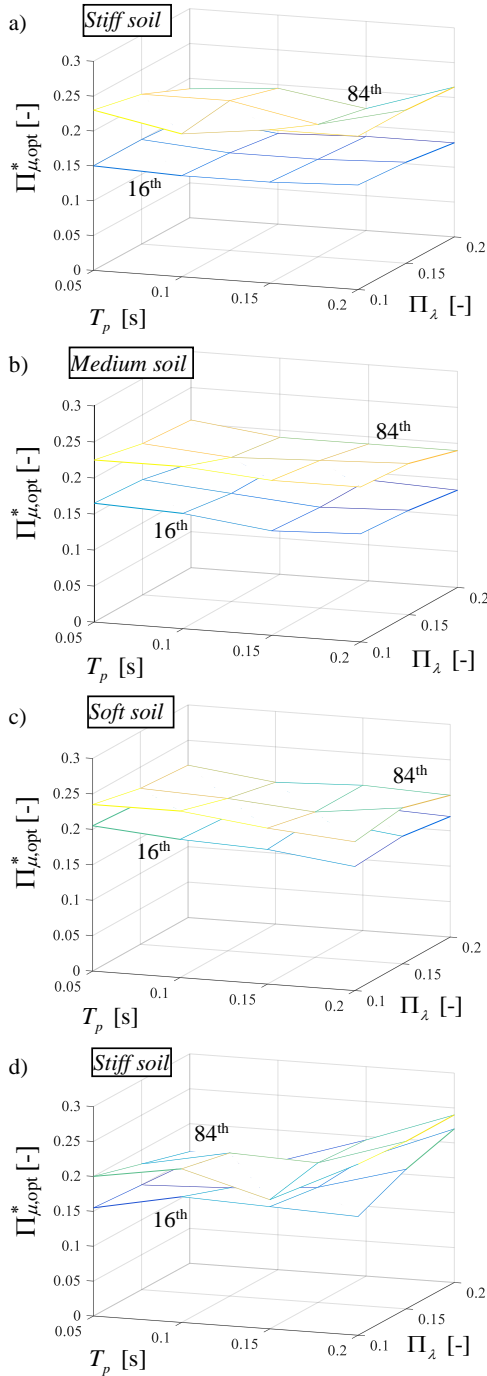 a) Stiff soil
0.3
0.25
84th
0.2
0.15
16th
0.1
0.05
0
0.05
0.1
0.15
0.2
0.1
0.15
0.2
Π*μ,opt [-]
Tp [s]
Πλ [-]
b) Medium soil
0.3
84th
0.25
0.2
0.15
16th
0.1
0.05
0
0.05
0.1
0.15
0.2
0.1
0.15
0.2
Π*μ,opt [-]
Tp [s]
Πλ [-]
c) Soft soil
0.3
84th
0.25
0.2
16th
0.15
0.1
0.05
0
0.05
0.1
0.15
0.2
0.1
0.15
0.2
Π*μ,opt [-]
Tp [s]
Πλ [-]
d) Stiff soil
0.3
84th
0.25
0.2
0.15
16th
0.1
0.05
0
0.05
0.1
0.15
0.2
0.1
0.15
0.2
Π*μ,opt [-]
Tp [s]
Πλ [-]